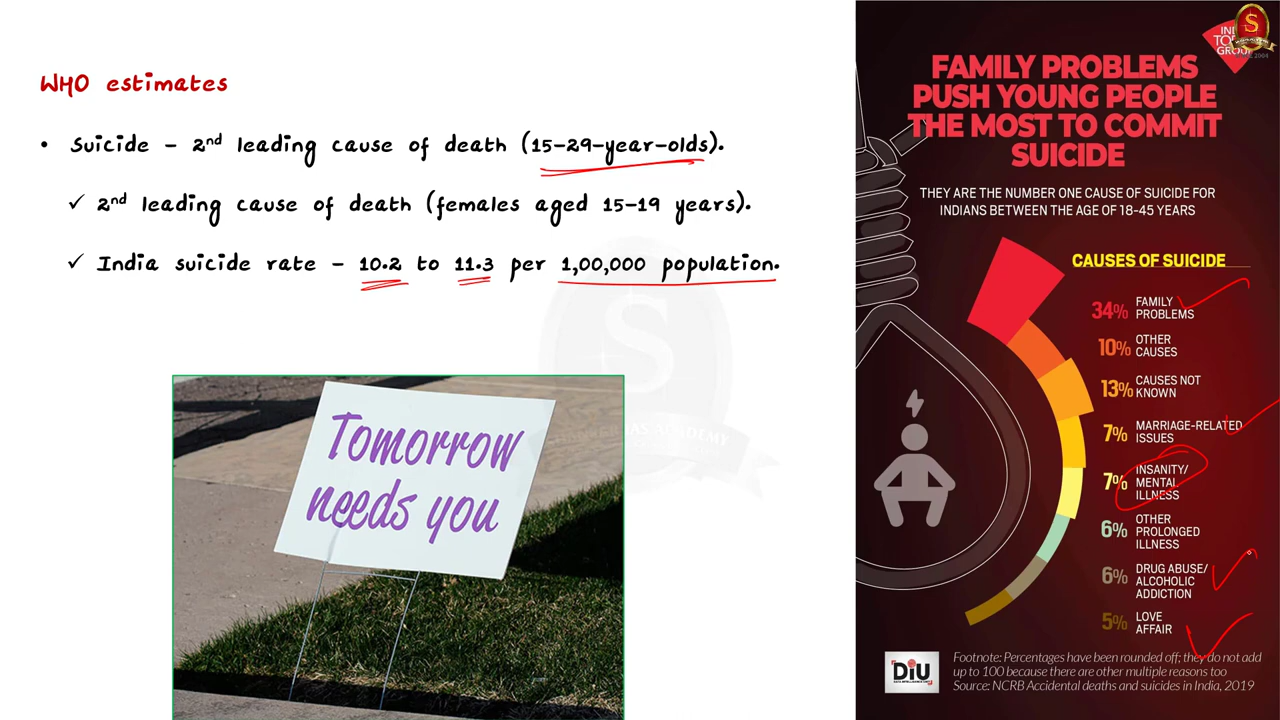 WHO estimates
• Suicide – 2nd leading cause of death (15-29-year-olds).
✓ 2nd leading cause of death (females aged 15-19 years).
✓ India suicide rate – 10.2 to 11.3 per 1,00,000 population.
Tomorrow
needs you
FAMILY PROBLEMS
PUSH YOUNG PEOPLE
THE MOST TO COMMIT
SUICIDE
THEY ARE THE NUMBER ONE CAUSE OF SUICIDE FOR
INDIANS BETWEEN THE AGE OF 18-45 YEARS
CAUSES OF SUICIDE
34% FAMILY
PROBLEMS
10% OTHER
CAUSES
13% CAUSES NOT
KNOWN
7% MARRIAGE-RELATED
ISSUES
7% INSANITY/
MENTAL
ILLNESS
6% OTHER
PROLONGED
ILLNESS
6% DRUG ABUSE/
ALCOHOLIC
ADDICTION
5% LOVE
AFFAIR
DIU
Footnote: Percentages have been rounded off; they do not add
up to 100 because there are other multiple reasons too
Source: NCRB Accidental deaths and suicides in India, 2019